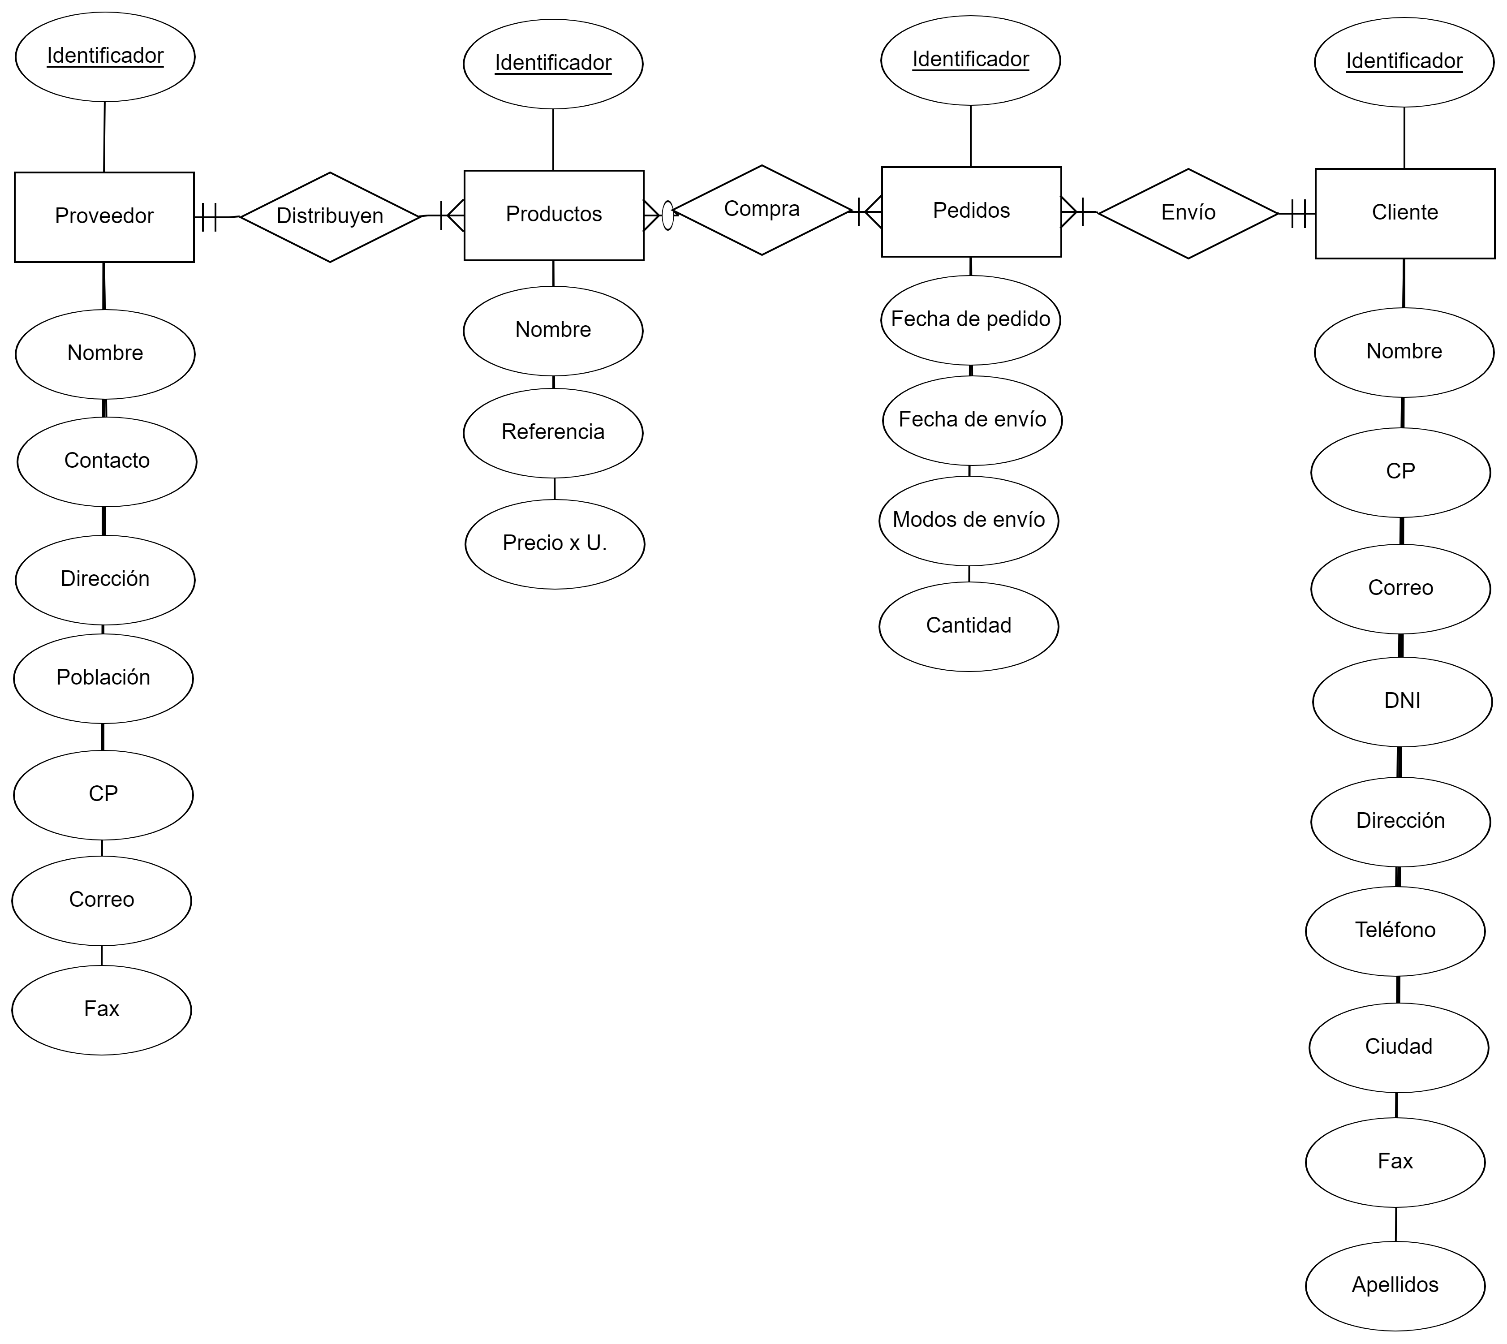 Identificador
Identificador
Identificador
Identificador
Proveedor
Distribuyen
Productos
Compra
Pedidos
Envío
Cliente
Nombre
Contacto
Dirección
Población
CP
Correo
Fax
Nombre
Referencia
Precio x U.
Fecha de pedido
Fecha de envío
Modos de envío
Cantidad
Nombre
CP
Correo
DNI
Dirección
Teléfono
Ciudad
Fax
Apellidos